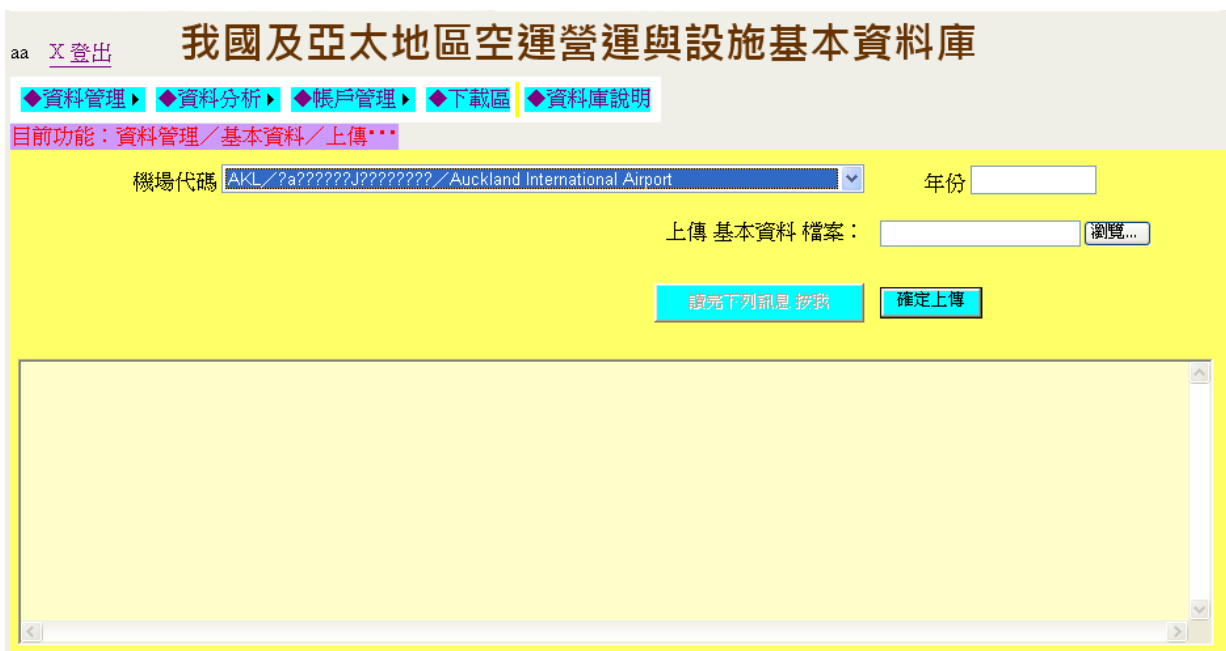 aa X 登出 我國及亞太地區空運營運與設施基本資料庫
◆資料管理 ◆資料分析 ◆帳戶管理 ◆下載區 ◆資料庫說明
目前功能：資料管理／基本資料／上傳…
機場代碼 AKL／?a??????J????????／Auckland International Airport 年份
上傳 基本資料 檔案： 瀏覽...
讀完下列訊息 按我 確定上傳